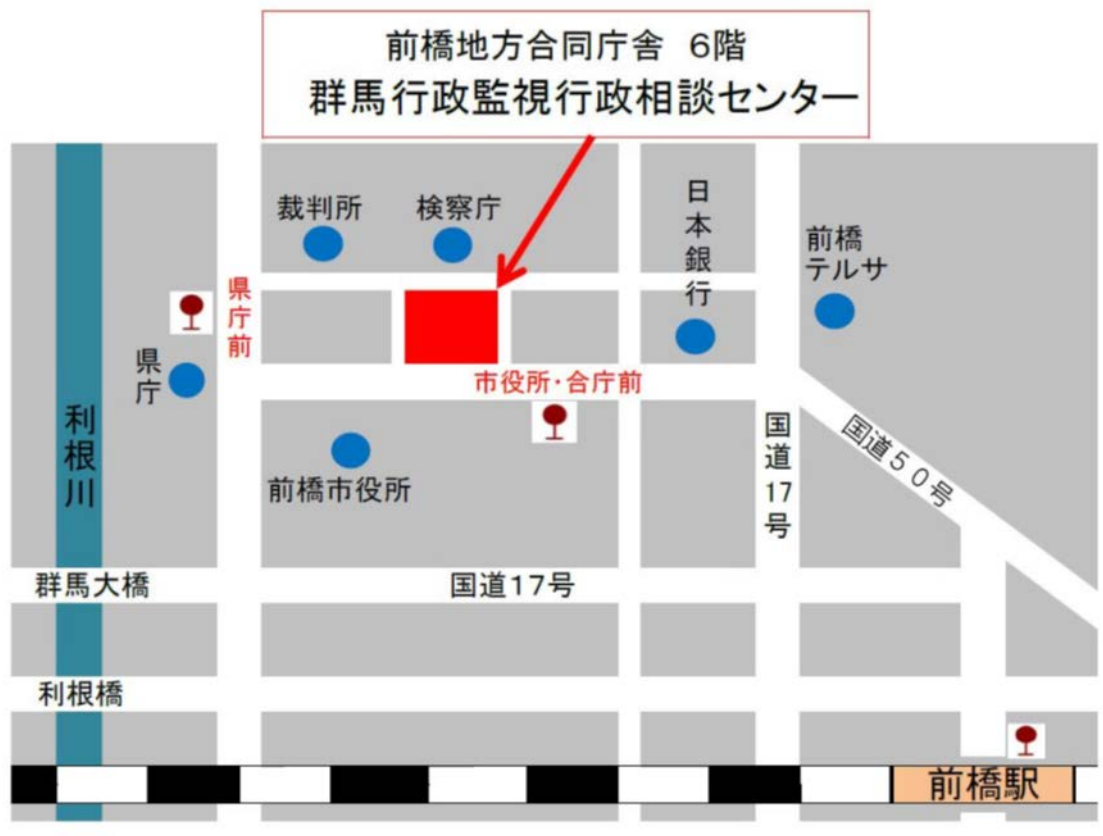 前橋地方合同庁舎　６階
群馬行政監視行政相談センター
裁判所
検察庁
日本銀行
前橋
テルサ
県庁前
県庁
市役所・合庁前
利根川
前橋市役所
国道17号
国道５０号
群馬大橋
国道１７号
利根橋
前橋駅